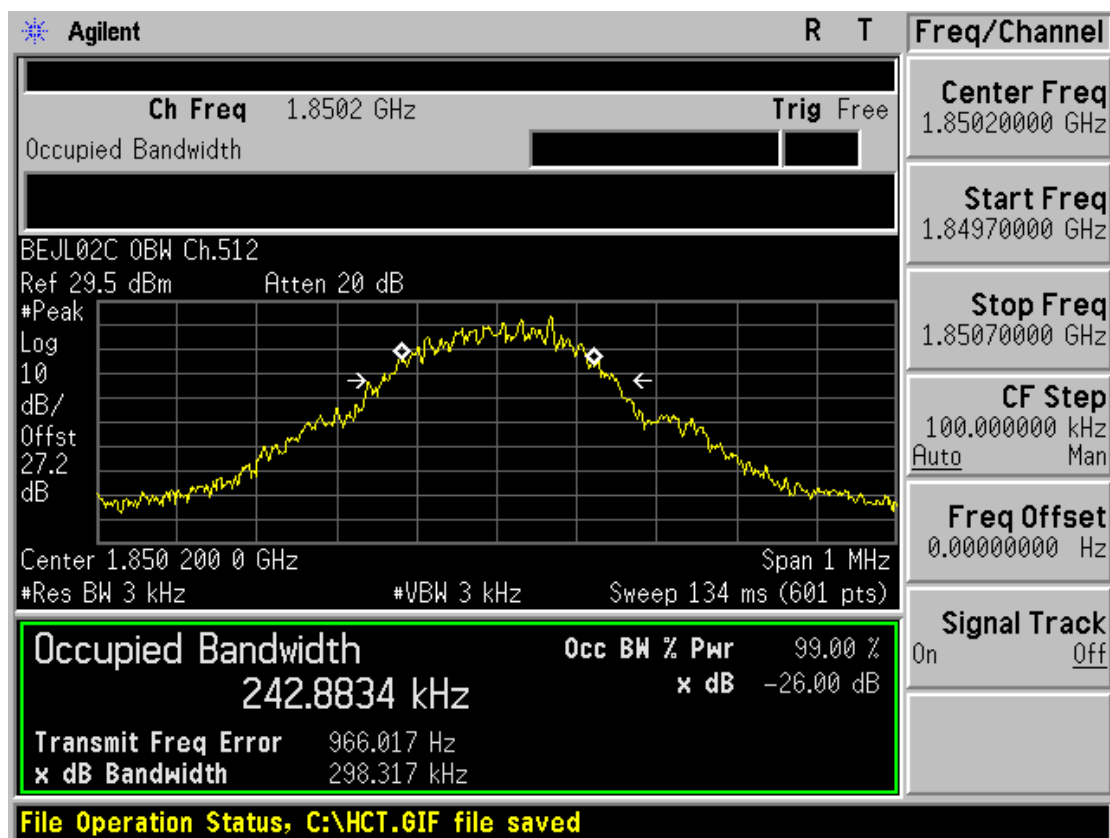 Agilent R T Freq/Channel
Ch Freq 1.8502 GHz Trig Free
Occupied Bandwidth
Center Freq
1.85020000 GHz
Start Freq
1.84970000 GHz
Stop Freq
1.85070000 GHz
CF Step
100.000000 kHz
Auto Man
Freq Offset
0.00000000 Hz
Signal Track
On Off
BEJL02C OBW Ch.512
Ref 29.5 dBm Atten 20 dB
#Peak
Log
10
dB/
Offst
27.2
dB
Center 1.850 200 0 GHz Span 1 MHz
#Res BW 3 kHz #VBW 3 kHz Sweep 134 ms (601 pts)
Occupied Bandwidth
242.8834 kHz
Occ BW % Pwr 99.00 %
x dB -26.00 dB
Transmit Freq Error 966.017 Hz
x dB Bandwidth 298.317 kHz
File Operation Status, C:\HCT.GIF file saved